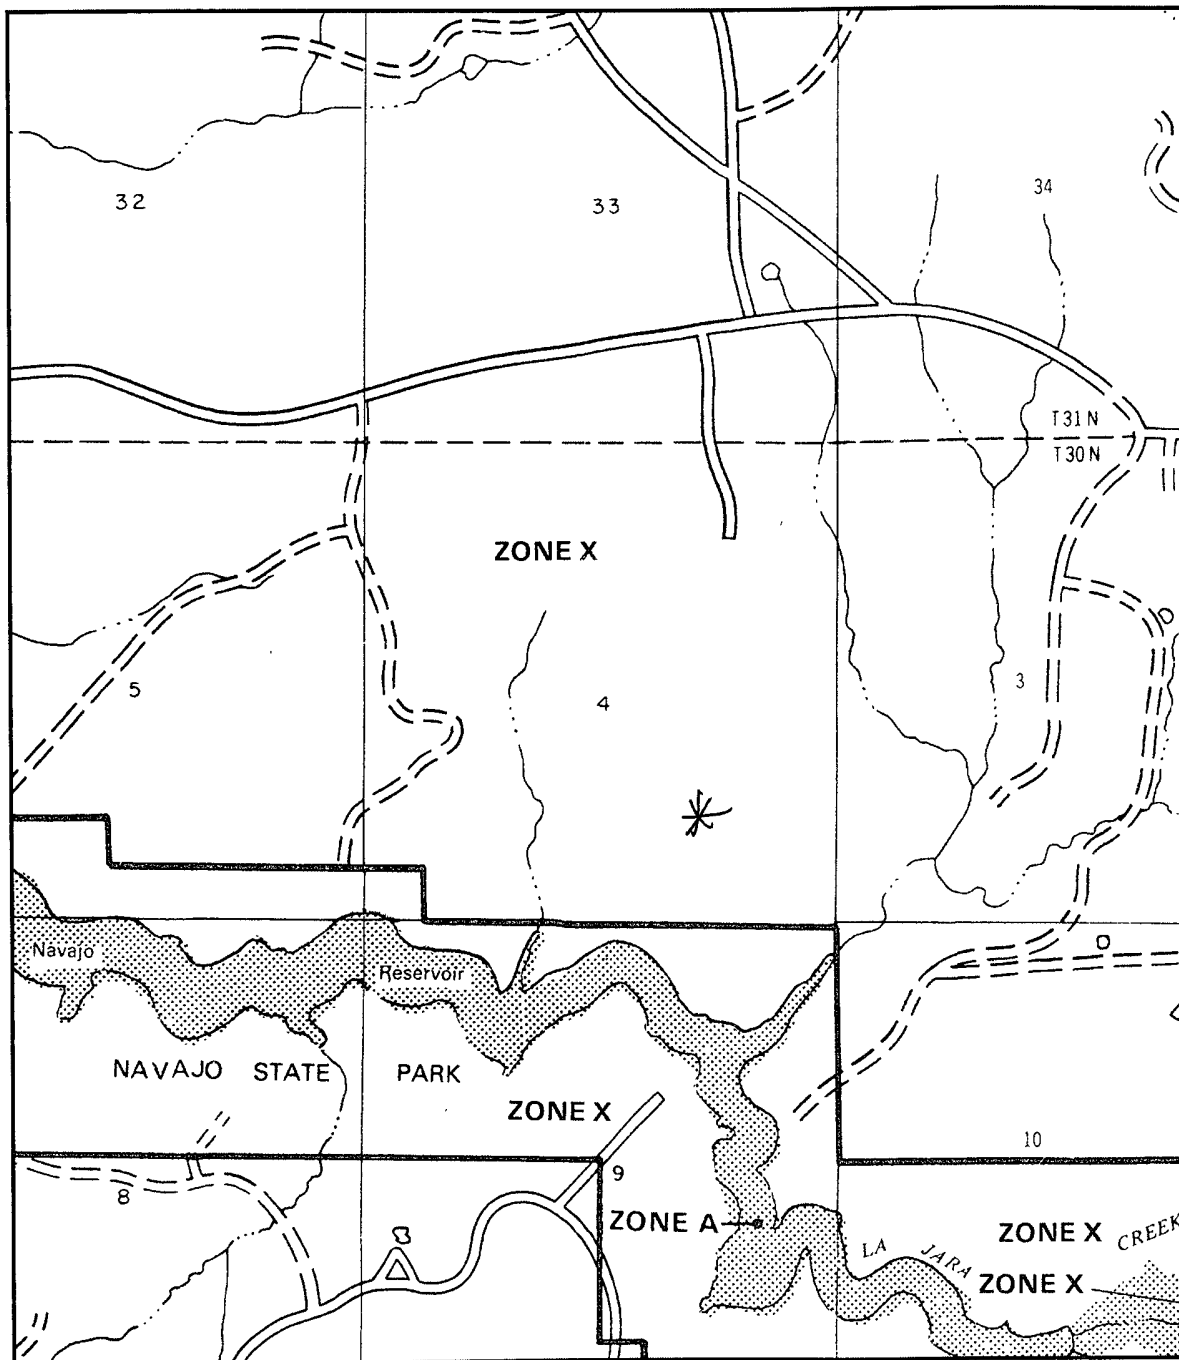 32
33
34
T31N
T30N
ZONE X
5
4
3
Navajo
Reservoir
NAVAJO STATE PARK
ZONE X
10
9
8
ZONE A
ZONE X
LA JARA CREEK
ZONE X